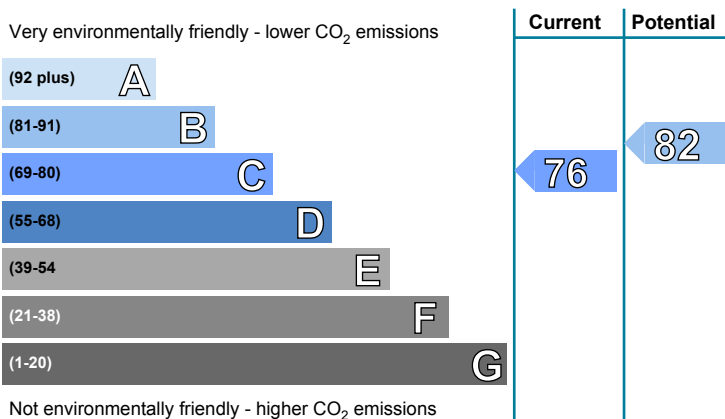 Very environmentally friendly - lower CO2 emissions
Current
Potential
(92 plus) A
(81-91) B
(69-80) C
(55-68) D
(39-54 E
(21-38) F
(1-20) G
76
82
Not environmentally friendly - higher CO2 emissions